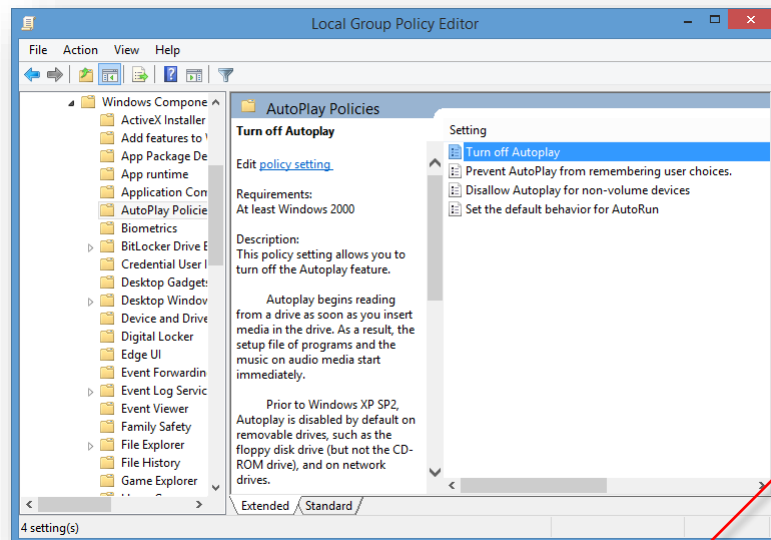 Local Group Policy Editor
File Action View Help
Windows Compone
ActiveX Installer
Add features to
App Package De
App runtime
Application Com
AutoPlay Policie
Biometrics
BitLocker Drive E
Credential User I
Desktop Gadgets
Desktop Window
Device and Drive
Digital Locker
Edge UI
Event Forwardin
Event Log Servic
Event Viewer
Family Safety
File Explorer
File History
Game Explorer
AutoPlay Policies
Turn off Autoplay
Edit policy setting
Requirements:
At least Windows 2000
Description:
This policy setting allows you to
turn off the Autoplay feature.
Autoplay begins reading
from a drive as soon as you insert
media in the drive. As a result, the
setup file of programs and the
music on audio media start
immediately.
Prior to Windows XP SP2,
Autoplay is disabled by default on
removable drives, such as the
floppy disk drive (but not the CD-
ROM drive), and on network
drives.
Setting
Turn off Autoplay
Prevent AutoPlay from remembering user choices.
Disallow Autoplay for non-volume devices
Set the default behavior for AutoRun
Extended Standard
4 setting(s)